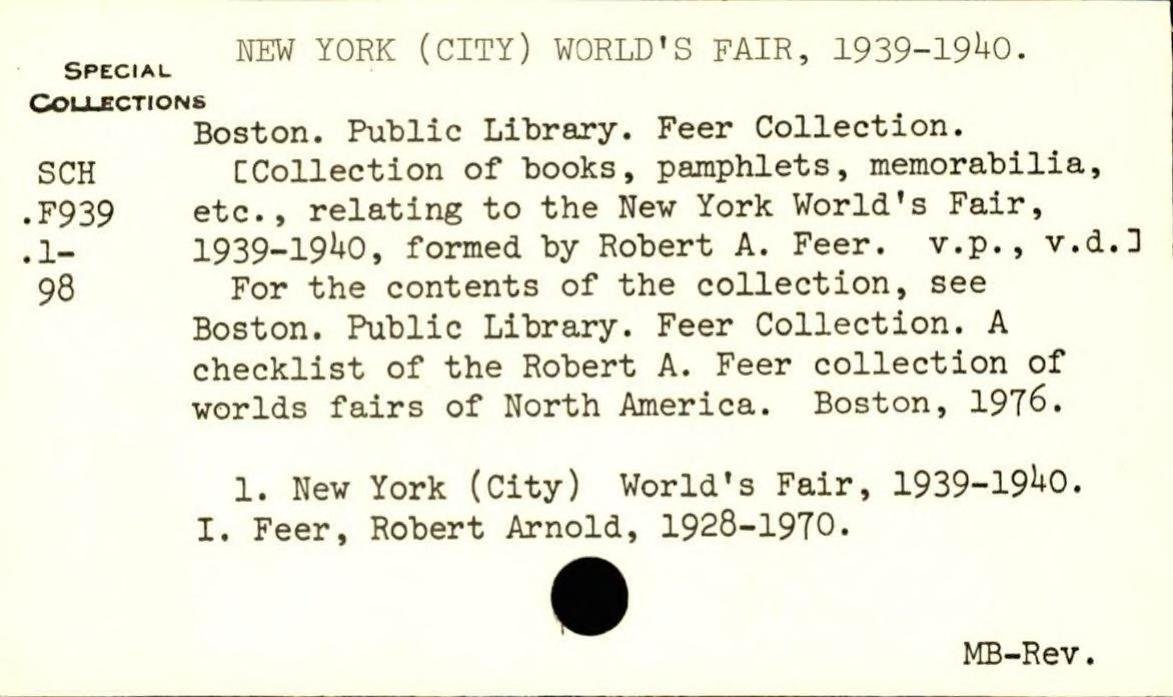 NEW YORK (CITY) WORLD'S FAIR, 1939-1940.
SPECIAL
COLLECTIONS
Boston. Public Library. Feer Collection.
SCH [Collection of books, pamphlets, memorabilia,
.F939 etc., relating to the New York World's Fair,
.1- 1939-1940, formed by Robert A. Feer. v.p., v.d.]
98 For the contents of the collection, see
Boston. Public Library. Feer Collection. A
checklist of the Robert A. Feer collection of
worlds fairs of North America. Boston, 1976.
1. New York (City) World's Fair, 1939-1940.
I. Feer, Robert Arnold, 1928-1970.
MB-Rev.